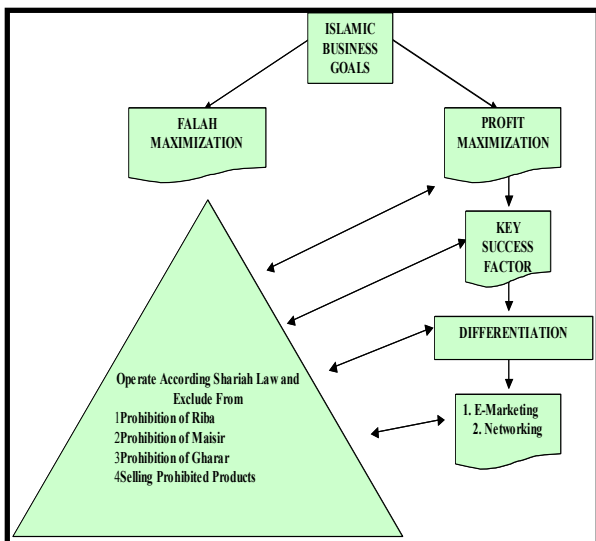 ISLAMIC
BUSINESS
GOALS
FALAH
MAXIMIZATION
PROFIT
MAXIMIZATION
KEY
SUCCESS
FACTOR
DIFFERENTIATION
Operate According Shariah Law and
Exclude From
1Prohibition of Riba
2Prohibition of Maisir
3Prohibition of Gharar
4Selling Prohibited Products
1. E-Marketing
2. Networking